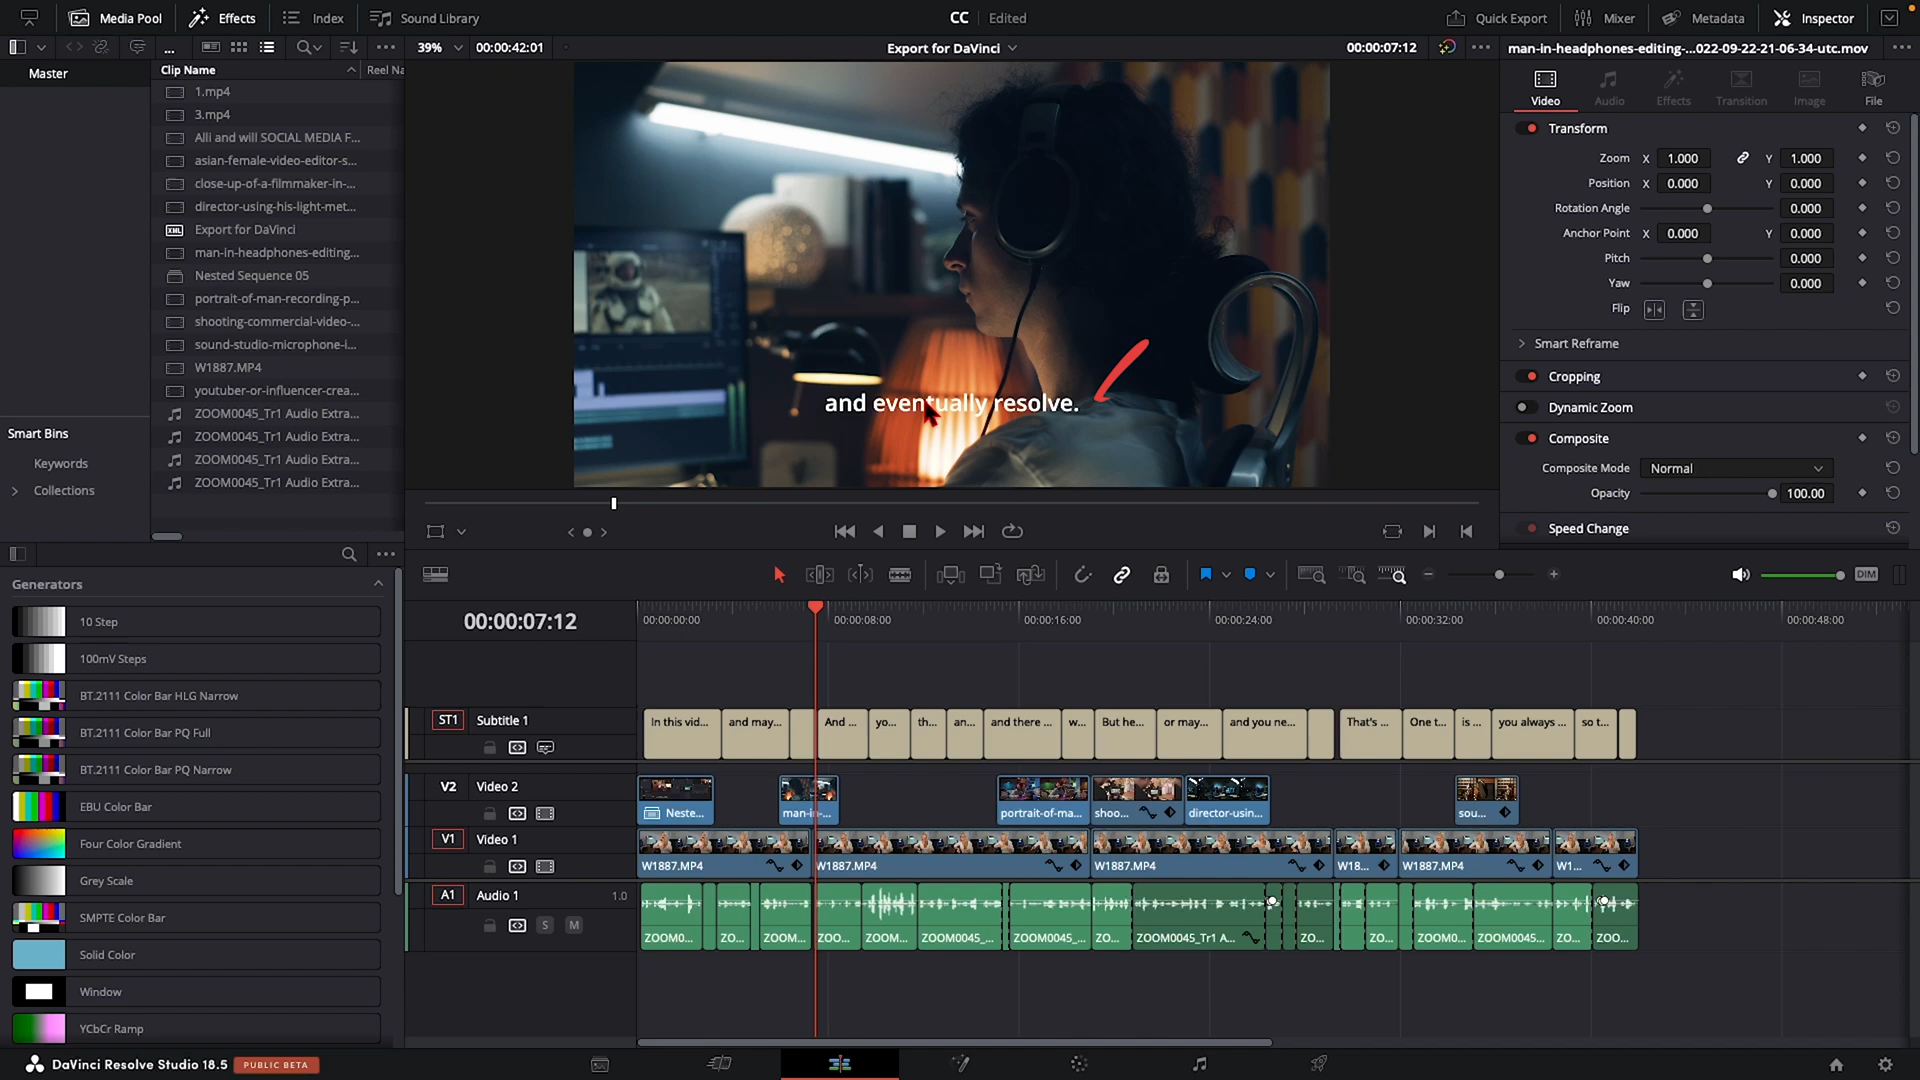 Media Pool Effects Index Sound Library CC Edited Quick Export Mixer Metadata Inspector
... 39% 00:00:42:01 Export for DaVinci 00:00:07:12 man-in-headphones-editing-...022-09-22-21-06-34-utc.mov
Master
Clip Name Reel Na
1.mp4
3.mp4
Alli and will SOCIAL MEDIA F...
asian-female-video-editor-s...
close-up-of-a-filmmaker-in-...
director-using-his-light-met...
XML Export for DaVinci
man-in-headphones-editing...
Nested Sequence 05
portrait-of-man-recording-p...
shooting-commercial-video-...
sound-studio-microphone-i...
W1887.MP4
youtuber-or-influencer-crea...
ZOOM0045_Tr1 Audio Extra...
ZOOM0045_Tr1 Audio Extra...
ZOOM0045_Tr1 Audio Extra...
ZOOM0045_Tr1 Audio Extra...
Smart Bins
Keywords
Collections
and eventually resolve.
Video Audio Effects Transition Image File
Transform
Zoom X 1.000 Y 1.000
Position X 0.000 Y 0.000
Rotation Angle 0.000
Anchor Point X 0.000 Y 0.000
Pitch 0.000
Yaw 0.000
Flip
Smart Reframe
Cropping
Dynamic Zoom
Composite
Composite Mode Normal
Opacity 100.00
Speed Change
Generators
10 Step
100mV Steps
BT.2111 Color Bar HLG Narrow
BT.2111 Color Bar PQ Full
BT.2111 Color Bar PQ Narrow
EBU Color Bar
Four Color Gradient
Grey Scale
SMPTE Color Bar
Solid Color
Window
YCbCr Ramp
DIM
00:00:07:12 00:00:00:00 00:00:08:00 00:00:16:00 00:00:24:00 00:00:32:00 00:00:40:00 00:00:48:00
ST1 Subtitle 1 In this vid... and may... And ... yo... th... an... and there ... w... But he... or may... and you ne... That's ... One t... is ... you always ... so t...
V2 Video 2
Neste... man-in-... portrait-of-ma... shoo... director-usin... sou...
V1 Video 1
W1887.MP4 W1887.MP4 W1887.MP4 W18... W1887.MP4 W1...
A1 Audio 1 1.0
S M
ZOOM0... ZO... ZOOM... ZOO... ZOOM... ZOOM0045_... ZOOM0045_... ZO... ZOOM0045_Tr1 A... ZO... ZO... ZOOM0... ZOOM0045... ZO... ZOO...
DaVinci Resolve Studio 18.5 PUBLIC BETA